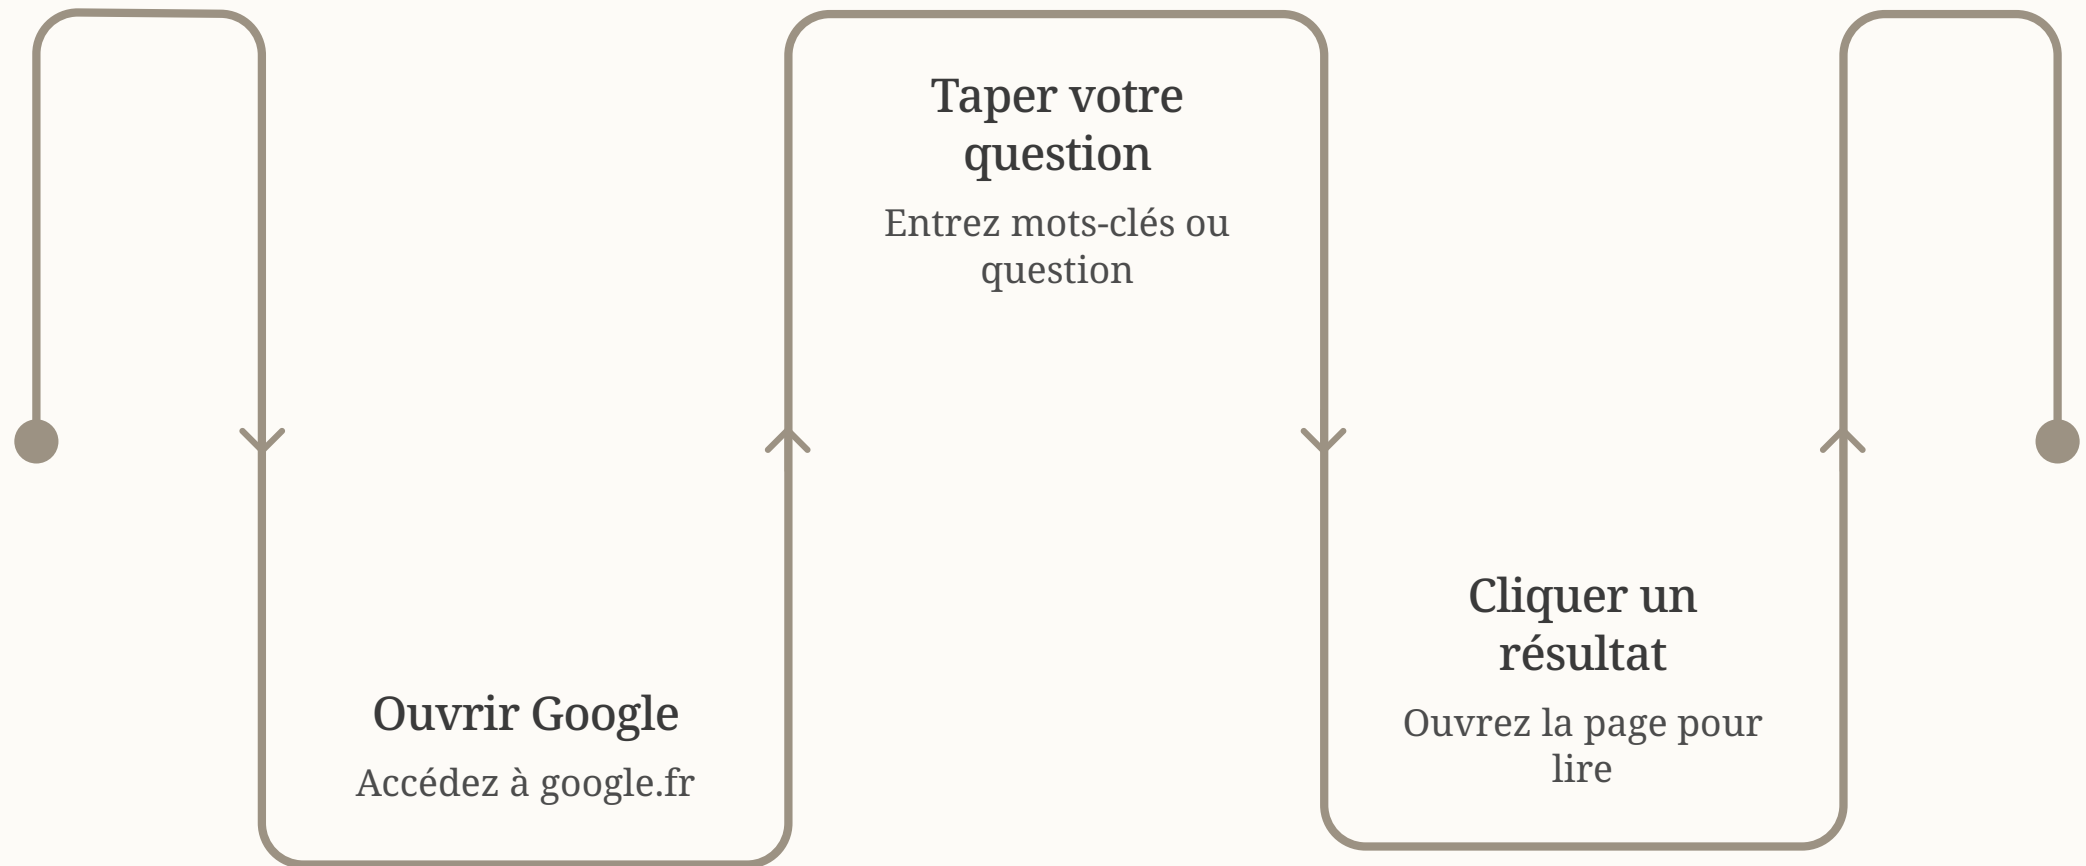 Ouvrir Google
Accédez à google.fr
Taper votre
question
Entrez mots-clés ou
question
Cliquer un
résultat
Ouvrez la page pour
lire